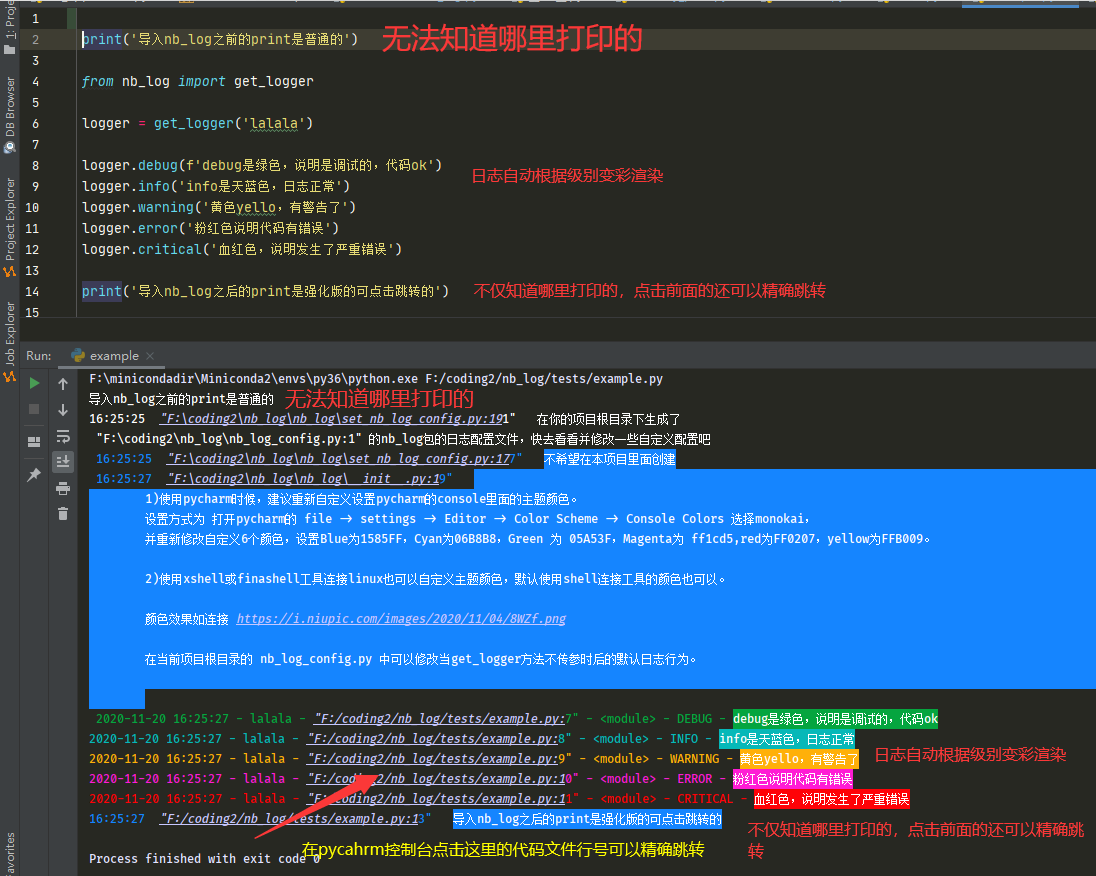 1: Proje
DB Browser
Project Explorer
Job Explorer
avorites
1
2 print('导入nb_log之前的print是普通的') 无法知道哪里打印的
3
4 from nb_log import get_logger
5
6 logger = get_logger('lalala')
7
8 logger.debug(f'debug是绿色，说明是调试的，代码ok')
日志自动根据级别变彩渲染
9 logger.info('info是天蓝色，日志正常')
10 logger.warning('黄色yello，有警告了')
11 logger.error('粉红色说明代码有错误')
12 logger.critical('血红色，说明发生了严重错误')
13
14 print('导入nb_log之后的print是强化版的可点击跳转的') 不仅知道哪里打印的，点击前面的还可以精确跳转
15
Run: example
F:\minicondadir\Miniconda2\envs\py36\python.exe F:/coding2/nb_log/tests/example.py
导入nb_log之前的print是普通的 无法知道哪里打印的
16:25:25 "F:\coding2\nb_log\nb_log\set_nb_log_config.py:191" 在你的项目根目录下生成了
"F:\coding2\nb_log\nb_log_config.py:1" 的nb_log包的日志配置文件，快去看看并修改一些自定义配置吧
16:25:25 "F:\coding2\nb_log\nb_log\set_nb_log_config.py:177" 不希望在本项目里面创建
16:25:27 "F:\coding2\nb_log\nb_log\__init__.py:19"
1)使用pycharm时候，建议重新自定义设置pycharm的console里面的主题颜色。
设置方式为 打开pycharm的 file -> settings -> Editor -> Color Scheme -> Console Colors 选择monokai，
并重新修改自定义6个颜色，设置Blue为1585FF，Cyan为06B8B8，Green 为 05A53F，Magenta为 ff1cd5,red为FF0207，yellow为FFB009。
2)使用xshell或finashell工具连接linux也可以自定义主题颜色，默认使用shell连接工具的颜色也可以。
颜色效果如连接 https://i.niupic.com/images/2020/11/04/8WZf.png
在当前项目根目录的 nb_log_config.py 中可以修改当get_logger方法不传参时后的默认日志行为。
2020-11-20 16:25:27 - lalala - "F:/coding2/nb_log/tests/example.py:7" - <module> - DEBUG - debug是绿色，说明是调试的，代码ok
2020-11-20 16:25:27 - lalala - "F:/coding2/nb_log/tests/example.py:8" - <module> - INFO - info是天蓝色，日志正常
2020-11-20 16:25:27 - lalala - "F:/coding2/nb_log/tests/example.py:9" - <module> - WARNING - 黄色yello，有警告了
日志自动根据级别变彩渲染
2020-11-20 16:25:27 - lalala - "F:/coding2/nb_log/tests/example.py:10" - <module> - ERROR - 粉红色说明代码有错误
2020-11-20 16:25:27 - lalala - "F:/coding2/nb_log/tests/example.py:11" - <module> - CRITICAL - 血红色，说明发生了严重错误
16:25:27 "F:/coding2/nb_log/tests/example.py:13" 导入nb_log之后的print是强化版的可点击跳转的
不仅知道哪里打印的，点击前面的还可以精确跳
转
在pycahrm控制台点击这里的代码文件行号可以精确跳转
Process finished with exit code 0